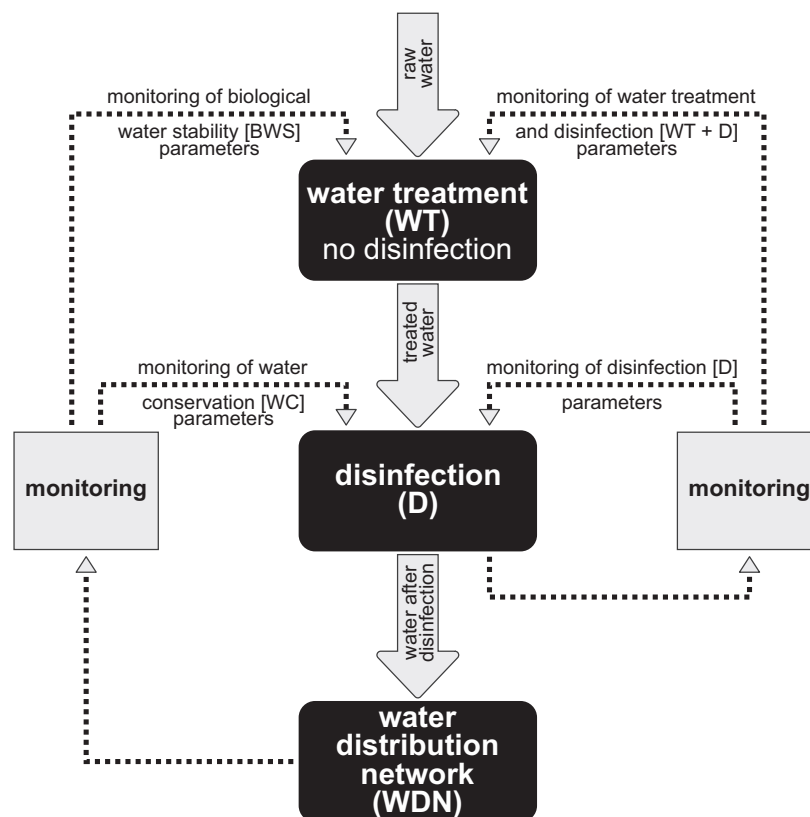 raw
water
monitoring of biological
water stability [BWS]
parameters
monitoring of water treatment
and disinfection [WT + D]
parameters
water treatment
(WT)
no disinfection
treated
water
monitoring of water
conservation [WC]
parameters
monitoring of disinfection [D]
parameters
monitoring
disinfection
(D)
monitoring
water after
disinfection
water
distribution
network
(WDN)